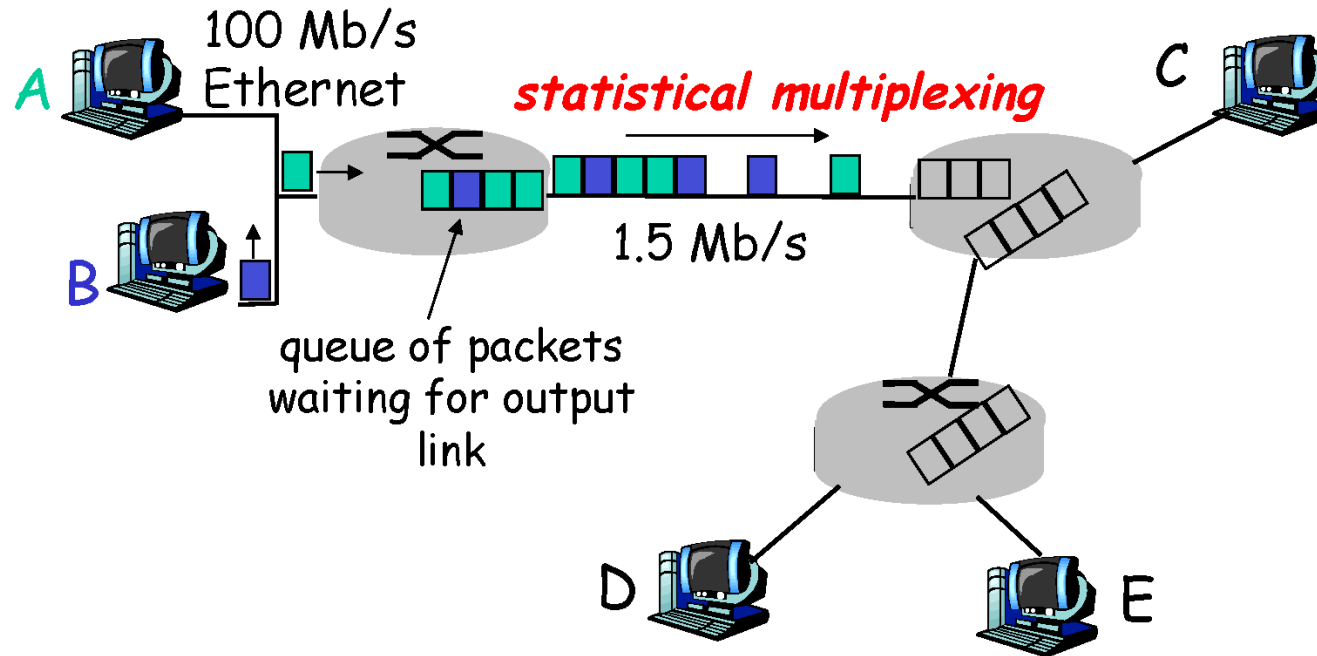 A
100 Mb/s
Ethernet
statistical multiplexing
C
B
1.5 Mb/s
queue of packets
waiting for output
link
D
E